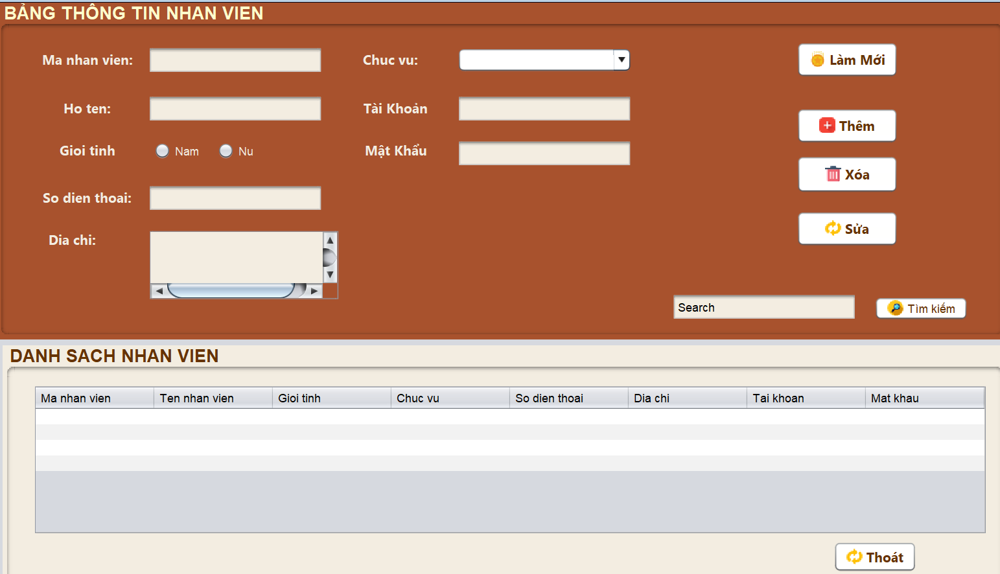 BẢNG THÔNG TIN NHAN VIEN
Ma nhan vien:
Chuc vu:
Làm Mới
Ho ten:
Tài Khoản
Thêm
Gioi tinh
Nam
Nu
Mật Khẩu
Xóa
So dien thoai:
Sửa
Dia chi:
Search
Tìm kiếm
DANH SACH NHAN VIEN
Ma nhan vien Ten nhan vien Gioi tinh Chuc vu So dien thoai Dia chi Tai khoan Mat khau
Thoát